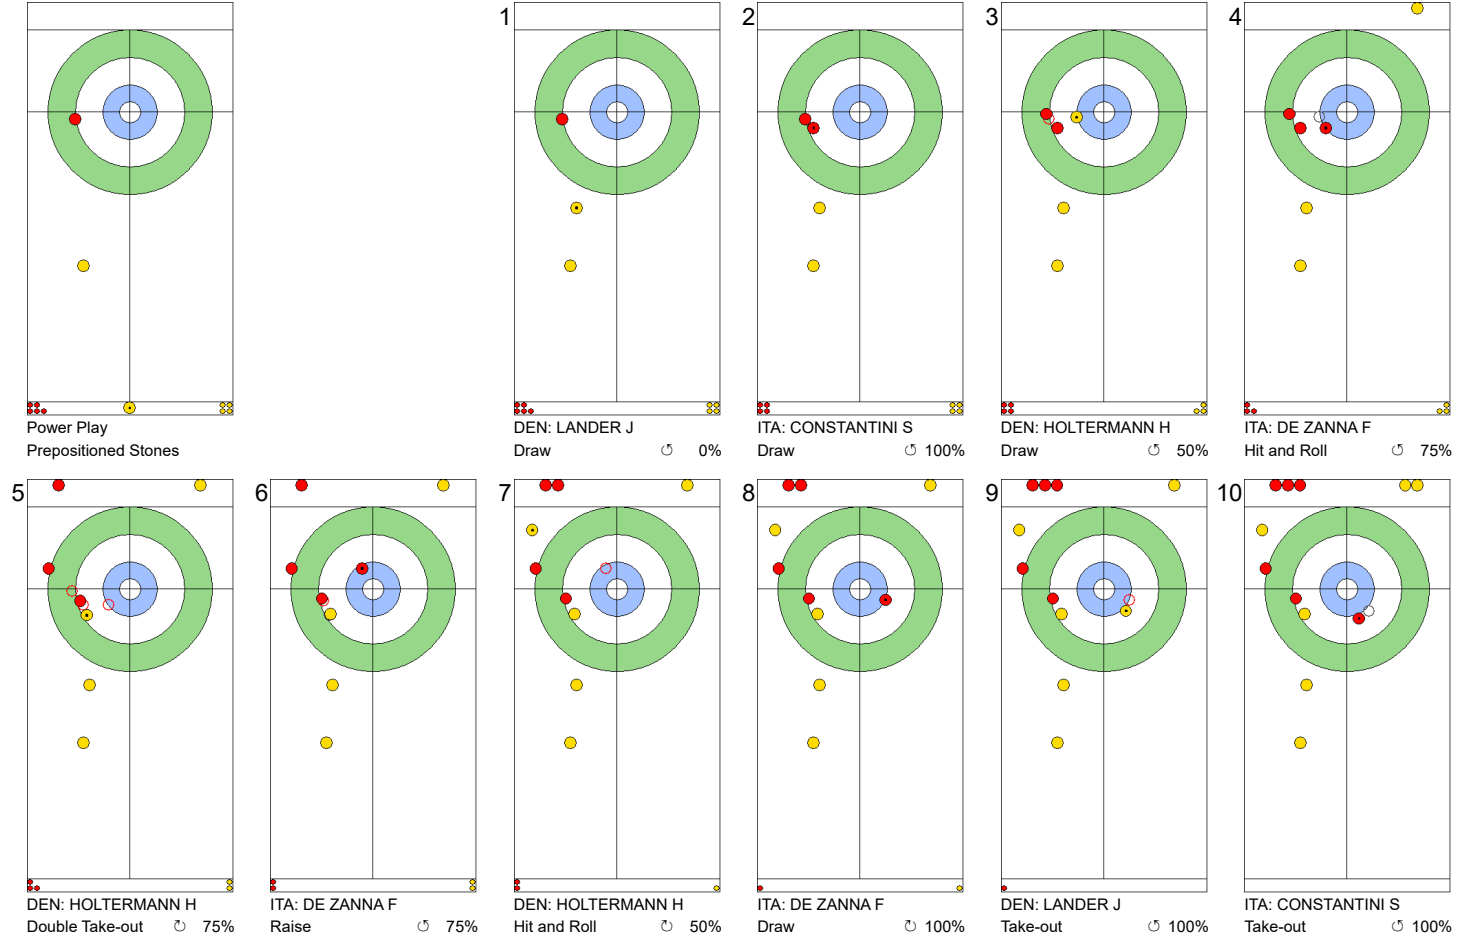 Power Play
Prepositioned Stones
1
DEN: LANDER J
Draw ↺ 0%
2
ITA: CONSTANTINI S
Draw ↺ 100%
3
DEN: HOLTERMANN H
Draw ↺ 50%
4
ITA: DE ZANNA F
Hit and Roll ↺ 75%
5
DEN: HOLTERMANN H
Double Take-out ↻ 75%
6
ITA: DE ZANNA F
Raise ↺ 75%
7
DEN: HOLTERMANN H
Hit and Roll ↻ 50%
8
ITA: DE ZANNA F
Draw ↺ 100%
9
DEN: LANDER J
Take-out ↺ 100%
10
ITA: CONSTANTINI S
Take-out ↺ 100%